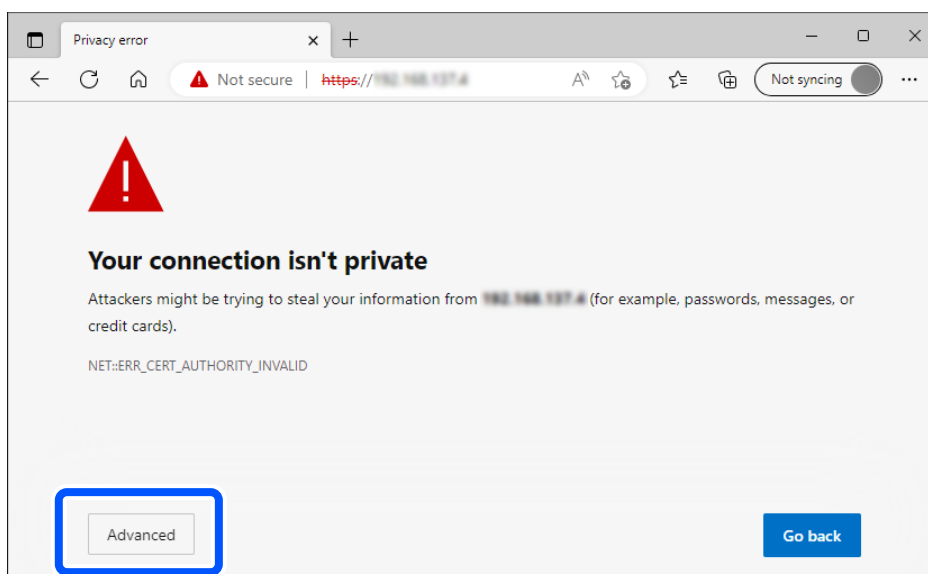 Privacy error
Not secure https://
Not syncing
Your connection isn't private
Attackers might be trying to steal your information from (for example, passwords, messages, or
credit cards).
NET::ERR_CERT_AUTHORITY_INVALID
Advanced
Go back